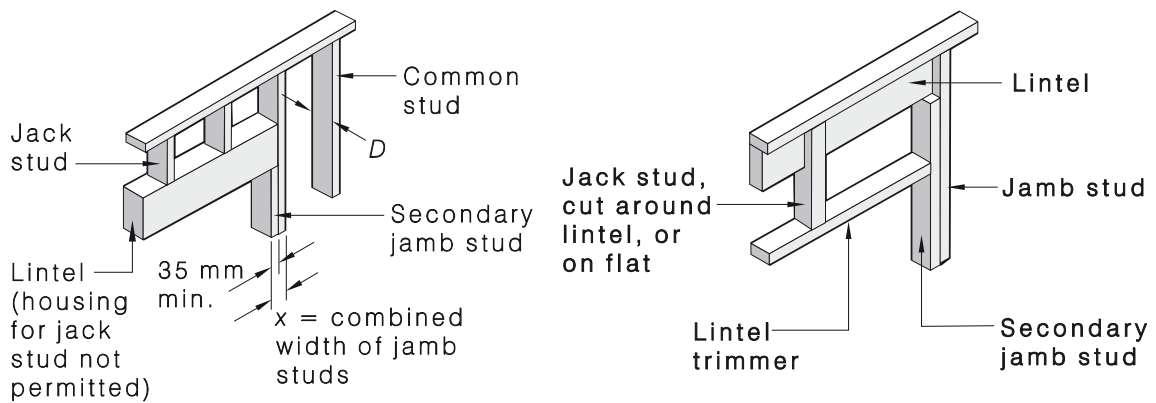 Common
stud
Jack
stud
D
Secondary
jamb stud
Lintel
(housing
for jack
stud not
permitted)
35 mm
min.
x = combined
width of jamb
studs
Lintel
Jack stud,
cut around
lintel, or
on flat
Jamb stud
Lintel
trimmer
Secondary
jamb stud